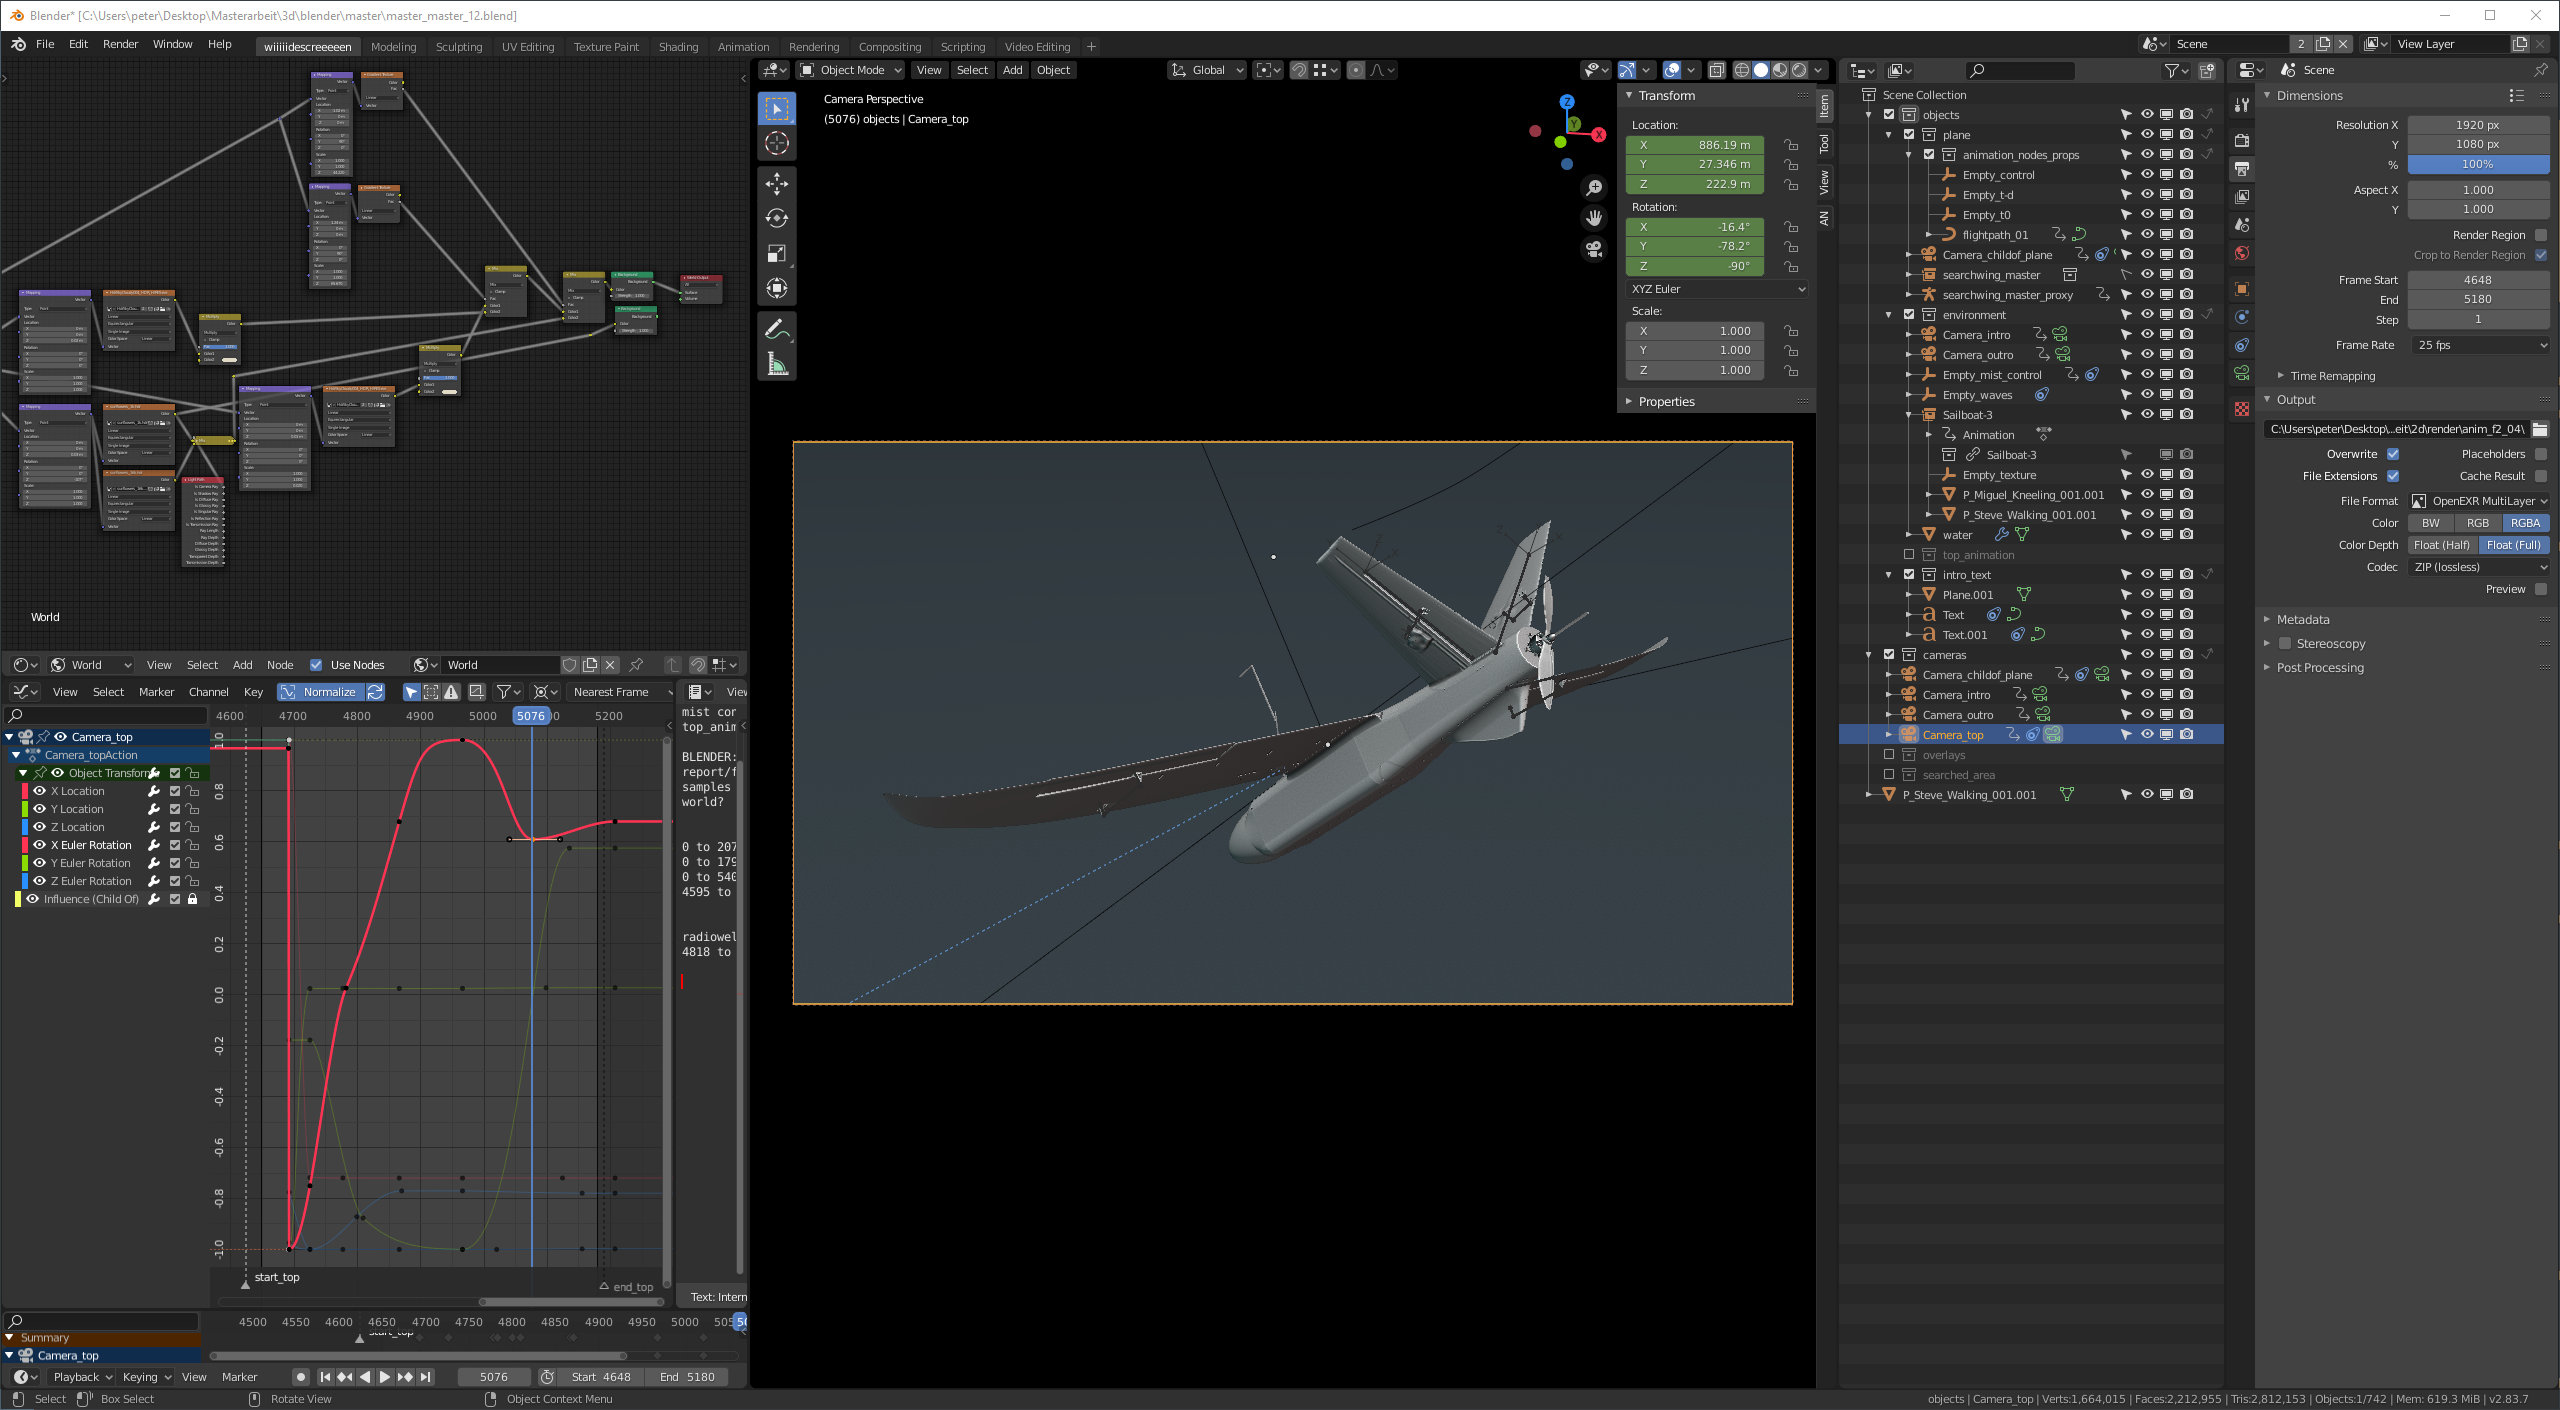 Blender* [C:\Users\peter\Desktop\Masterarbeit\3d\blender\master\master_master_12.blend]
File Edit Render Window Help
wiiiiidescreeeeen Modeling Sculpting UV Editing Texture Paint Shading Animation Rendering Compositing Scripting Video Editing +
Scene 2 View Layer
World
World View Select Add Node Use Nodes World
View Select Marker Channel Key Normalize Nearest Frame
4600 4700 4800 4900 5000 5076 5200
Camera_top
Camera_topAction
Object Transform
X Location
Y Location
Z Location
X Euler Rotation
Y Euler Rotation
Z Euler Rotation
Influence (Child Of)
1.0
0.8
0.6
0.4
0.2
0.0
-0.2
-0.4
-0.6
-0.8
-1.0
start_top
end_top
mist cor
top_anim
BLENDER:
report/f
samples
world?
0 to 207
0 to 179
0 to 540
4595 to
radiowel
4818 to
Text: Intern
4500 4550 4600 4650 4700 4750 4800 4850 4900 4950 5000
Summary
Camera_top
Playback Keying View Marker 5076 Start 4648 End 5180
Select Box Select Rotate View Object Context Menu
Object Mode View Select Add Object Global
Camera Perspective
(5076) objects | Camera_top
Z
Y
X
Transform
Location:
X 886.19 m
Y 27.346 m
Z 222.9 m
Rotation:
X -16.4°
Y -78.2°
Z -90°
XYZ Euler
Scale:
X 1.000
Y 1.000
Z 1.000
Properties
Item
Tool
View
AN
Scene Collection
objects
plane
animation_nodes_props
Empty_control
Empty_t-d
Empty_t0
flightpath_01
Camera_childof_plane
searchwing_master
searchwing_master_proxy
environment
Camera_intro
Camera_outro
Empty_mist_control
Empty_waves
Sailboat-3
Animation
Sailboat-3
Empty_texture
P_Miguel_Kneeling_001.001
P_Steve_Walking_001.001
water
top_animation
intro_text
Plane.001
Text
Text.001
cameras
Camera_childof_plane
Camera_intro
Camera_outro
Camera_top
overlays
searched_area
P_Steve_Walking_001.001
Scene
Dimensions
Resolution X 1920 px
Y 1080 px
% 100%
Aspect X 1.000
Y 1.000
Render Region
Crop to Render Region
Frame Start 4648
End 5180
Step 1
Frame Rate 25 fps
Time Remapping
Output
C:\Users\peter\Desktop\...eit\2d\render\anim_f2_04\
Overwrite Placeholders
File Extensions Cache Result
File Format OpenEXR MultiLayer
Color BW RGB RGBA
Color Depth Float (Half) Float (Full)
Codec ZIP (lossless)
Preview
Metadata
Stereoscopy
Post Processing
objects | Camera_top | Verts:1,664,015 | Faces:2,212,955 | Tris:2,812,153 | Objects:1/742 | Mem: 619.3 MiB | v2.83.7